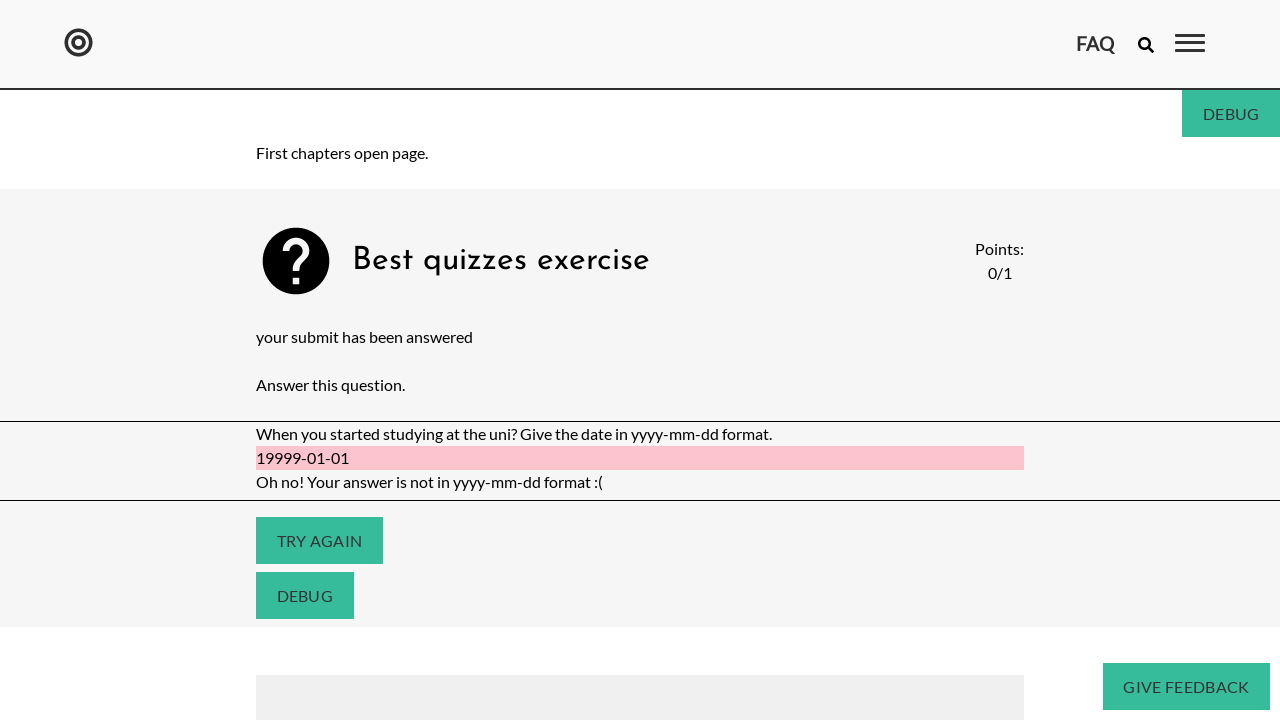 FAQ
DEBUG
First chapters open page.
Best quizzes exercise
Points:
0/1
your submit has been answered
Answer this question.
When you started studying at the uni? Give the date in yyyy-mm-dd format.
19999-01-01
Oh no! Your answer is not in yyyy-mm-dd format :(
TRY AGAIN
DEBUG
GIVE FEEDBACK